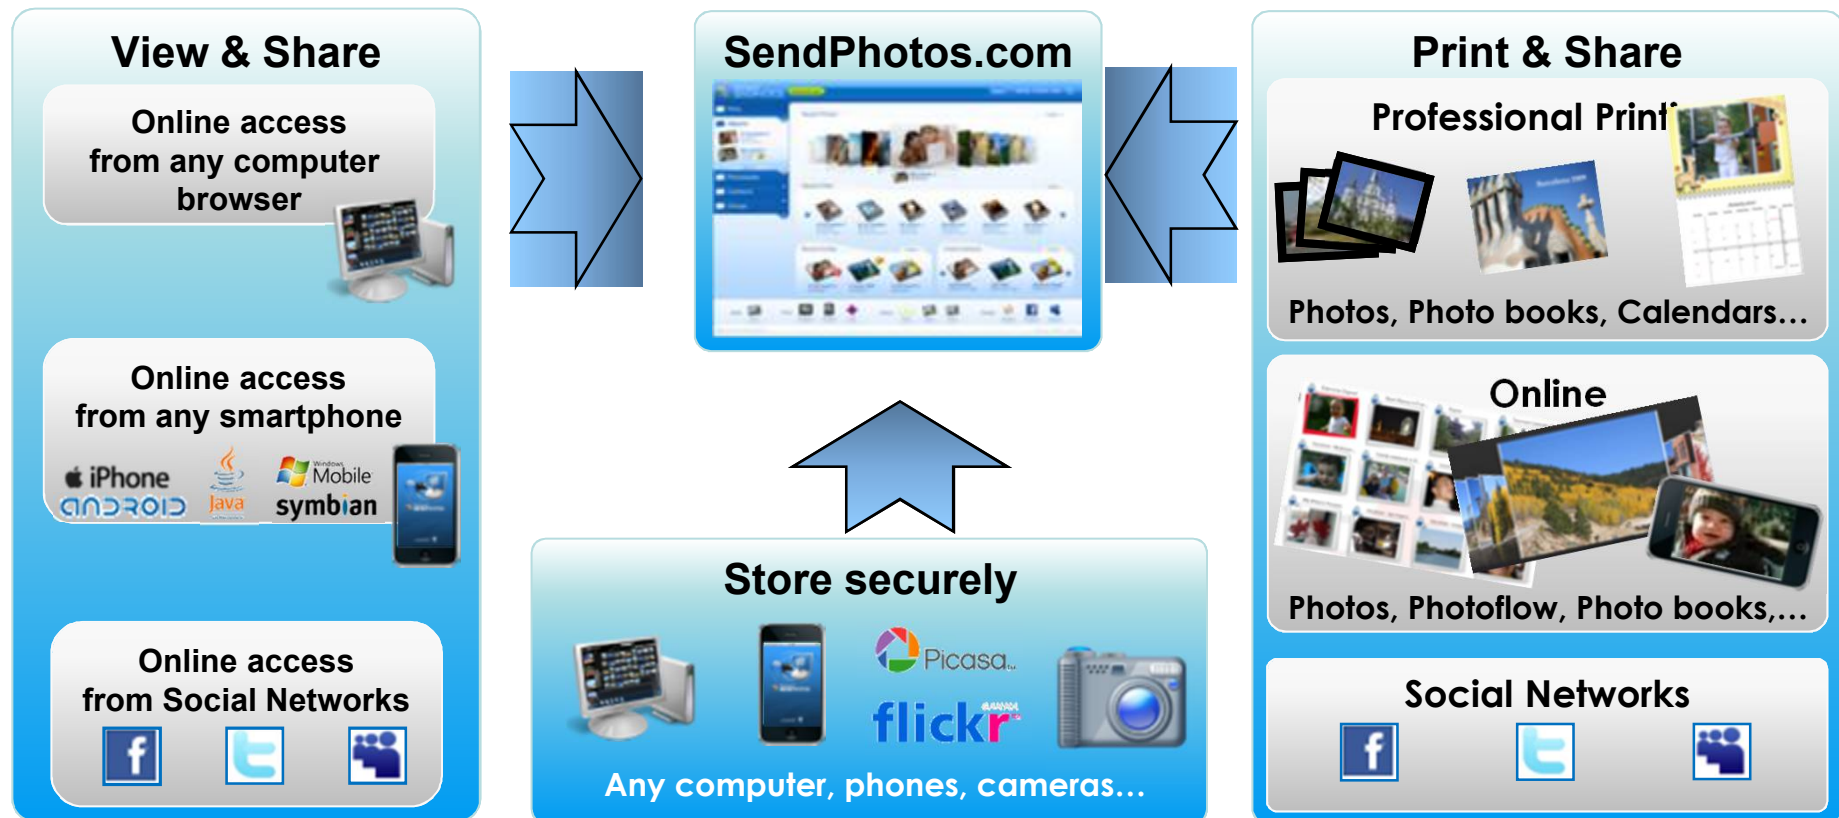 View & Share
Online access
from any computer
browser
Online access
from any smartphone
iPhone
android
Java
Windows
Mobile
symbian
Online access
from Social Networks
f
t
SendPhotos.com
Store securely
Picasa
flickr
Any computer, phones, cameras...
Print & Share
Professional Printi
Photos, Photo books, Calendars...
Online
Photos, Photoflow, Photo books,...
Social Networks
f
t